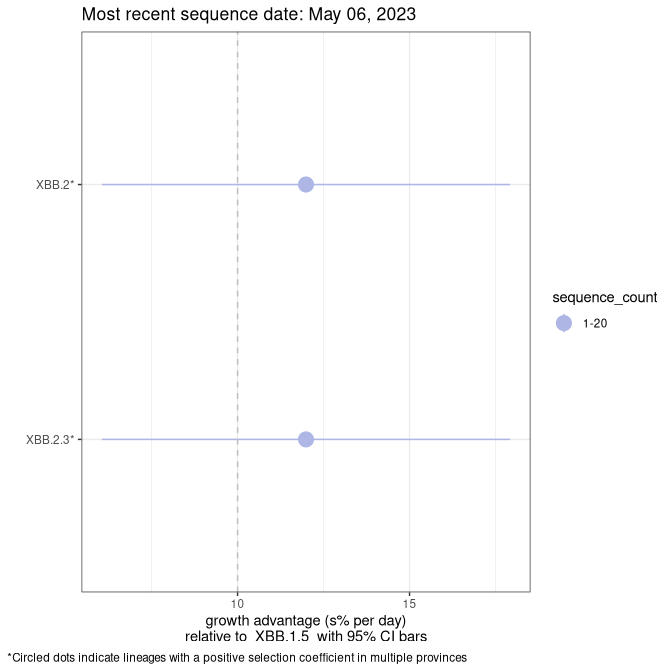 Most recent sequence date: May 06, 2023
XBB.2*
XBB.2.3*
sequence_count
1-20
10
15
growth advantage (s% per day)
relative to  XBB.1.5  with 95% CI bars
*Circled dots indicate lineages with a positive selection coefficient in multiple provinces